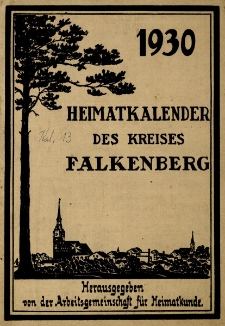 1930
HEIMATKALENDER
DES KREISES
FALKENBERG
Herausgegeben
von der Arbeitsgemeinschaft für Heimatkunde.